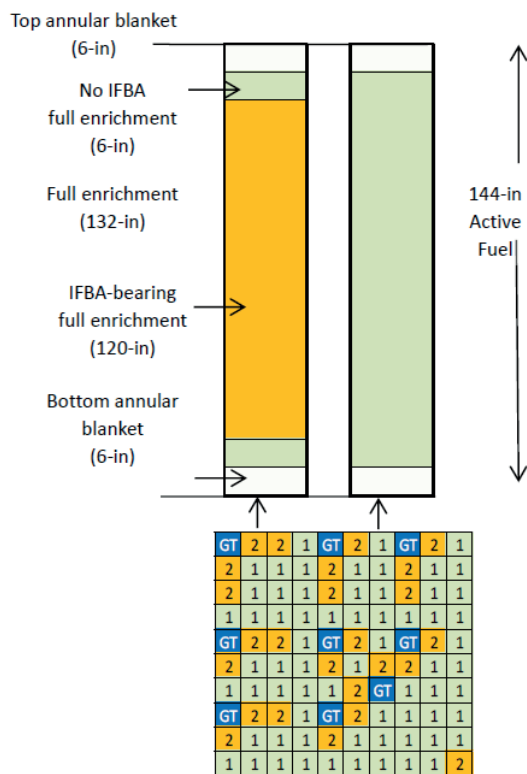 Top annular blanket
(6-in)
No IFBA
full enrichment
(6-in)
Full enrichment
(132-in)
IFBA-bearing
full enrichment
(120-in)
Bottom annular
blanket
(6-in)
144-in
Active
Fuel
GT 2 2 1 GT 2 1 GT 2 1
2 1 1 1 2 1 1 2 1 1
2 1 1 1 2 1 1 2 1 1
1 1 1 1 1 1 1 1 1 1
GT 2 2 1 GT 2 1 GT 2 1
2 1 1 1 2 1 2 2 1 1
1 1 1 1 1 2 GT 1 1 1
GT 2 2 1 GT 2 1 1 1 1
2 1 1 1 2 1 1 1 1 1
1 1 1 1 1 1 1 1 1 2